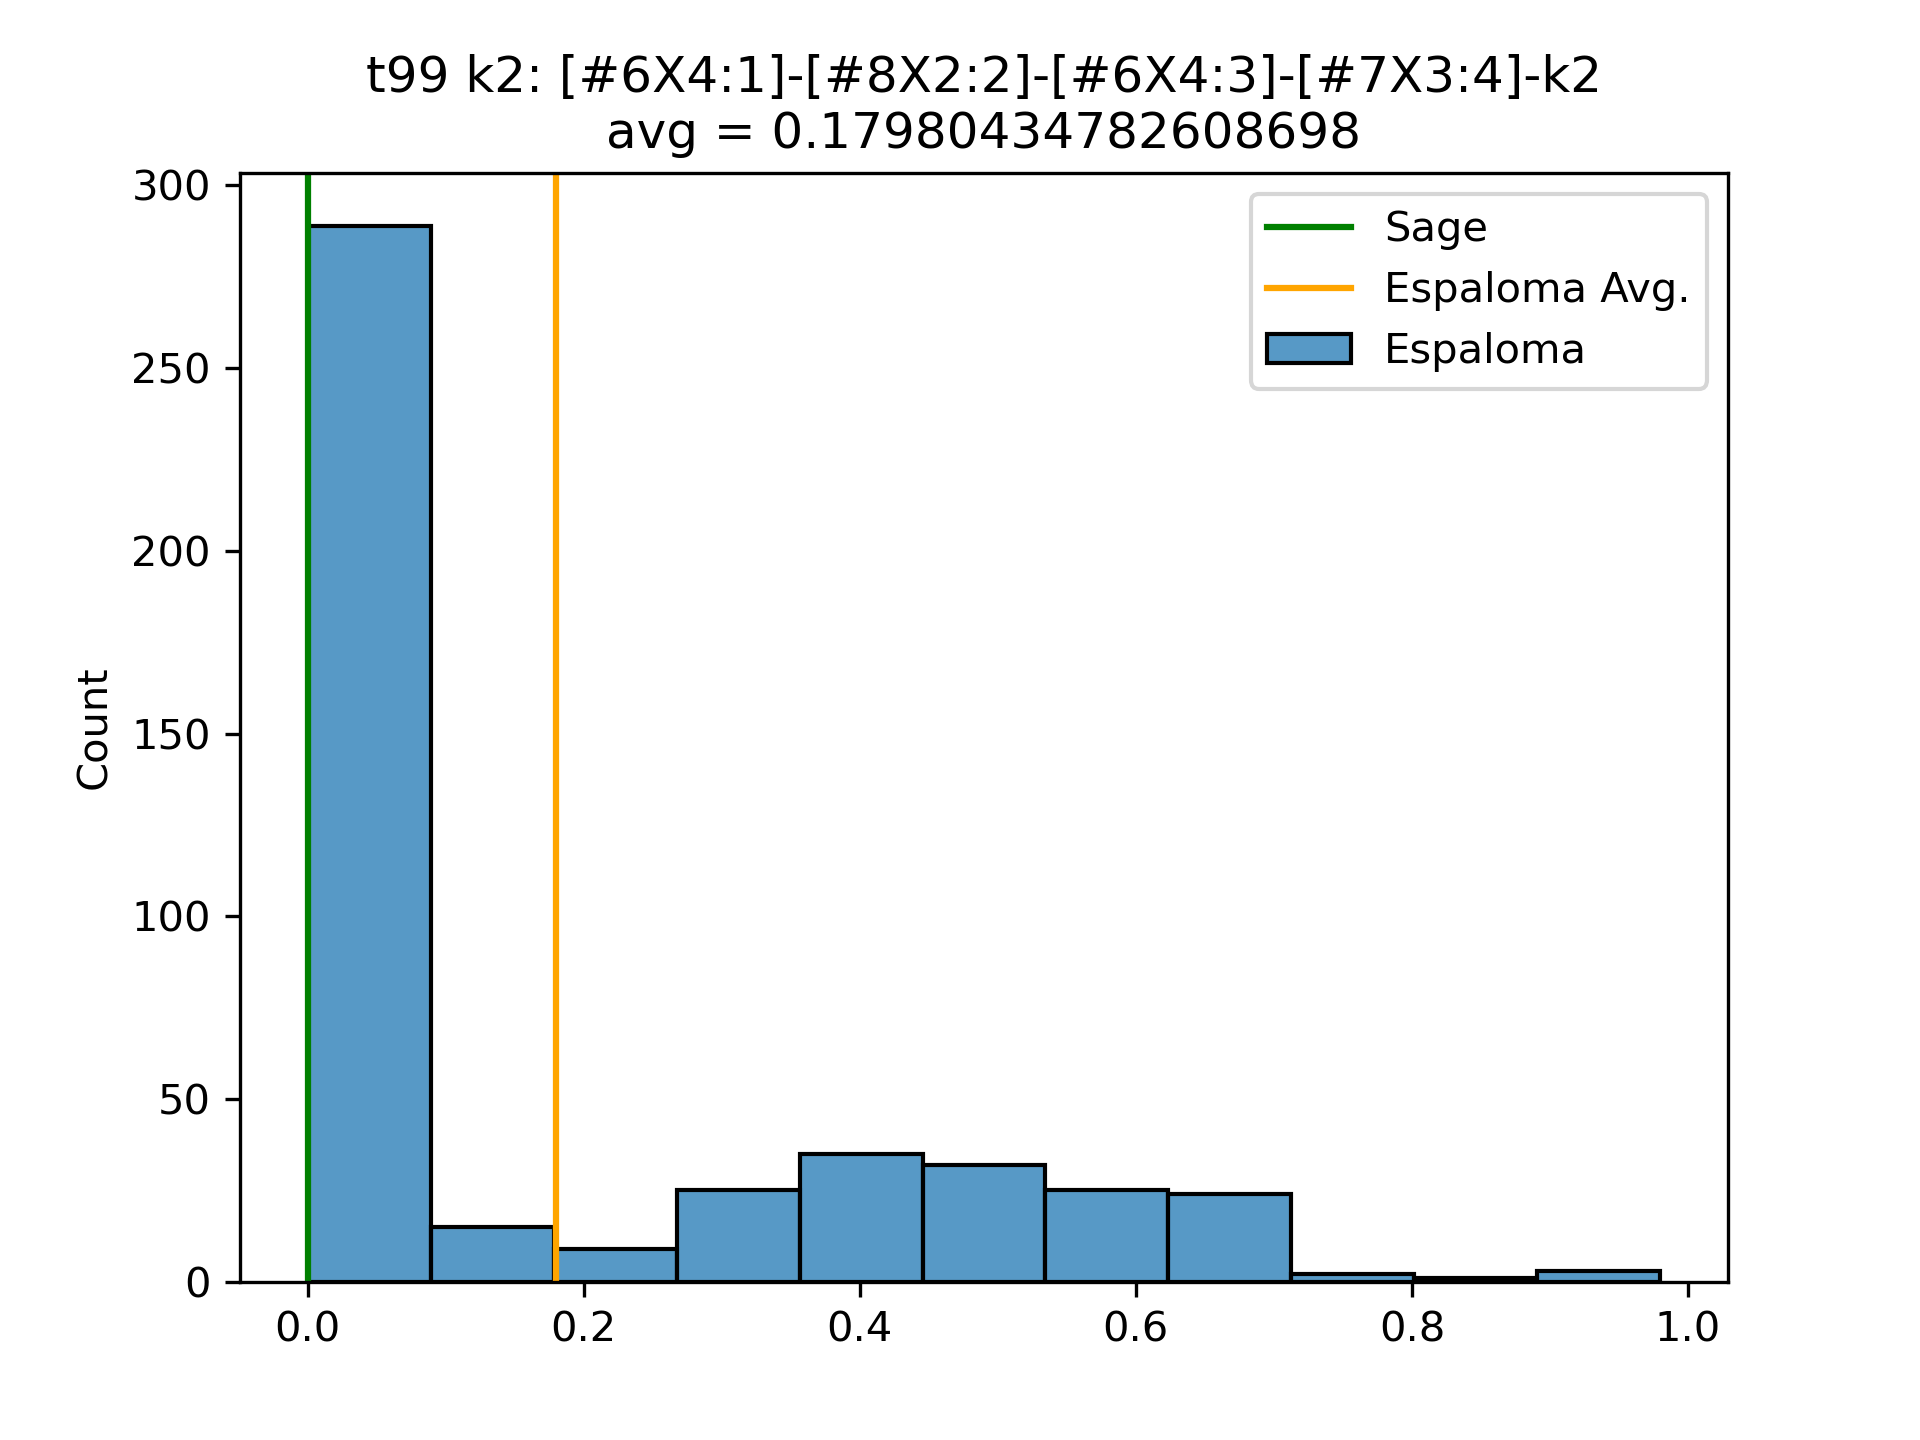 t99 k2: [#6X4:1]-[#8X2:2]-[#6X4:3]-[#7X3:4]-k2
avg = 0.17980434782608698
Sage
Espaloma Avg.
Espaloma
300
250
200
150
100
50
0
Count
0.0 0.2 0.4 0.6 0.8 1.0